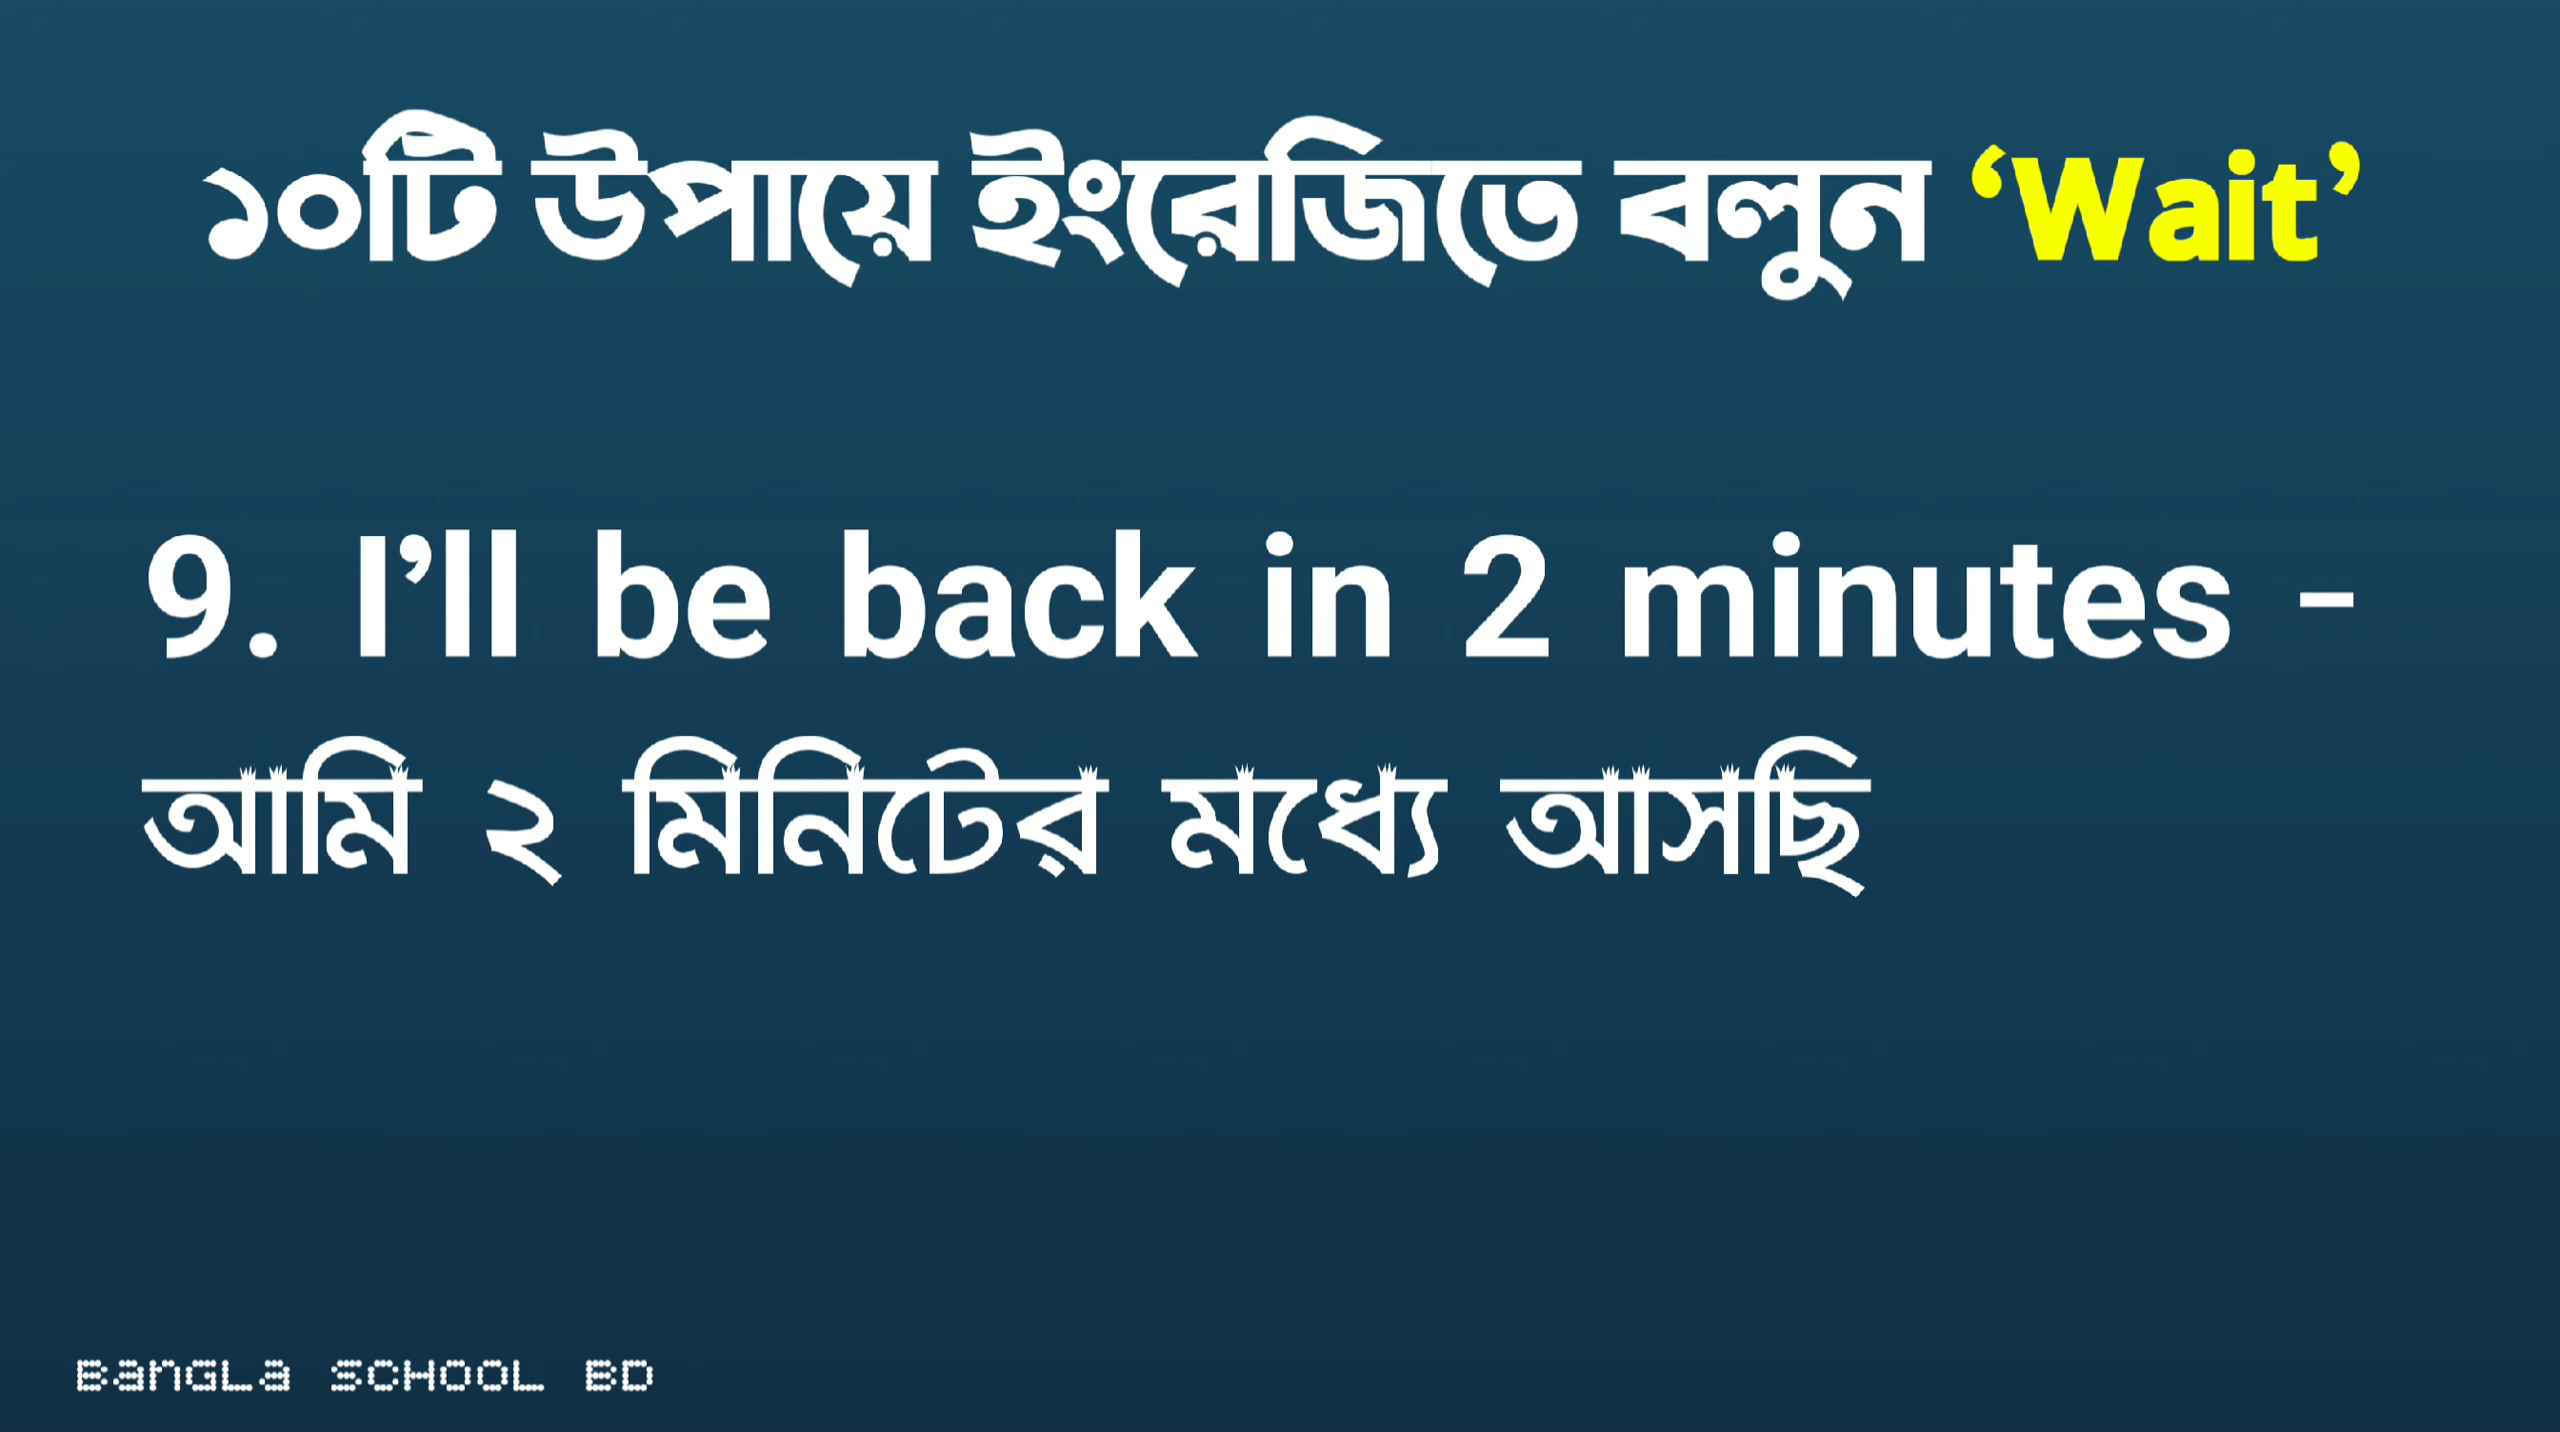 ১০টি উপায়ে ইংরেজিতে বলুন ‘Wait’
9. I’ll be back in 2 minutes -
আমি ২ মিনিটের মধ্যে আসছি
BANGLA SCHOOL BD